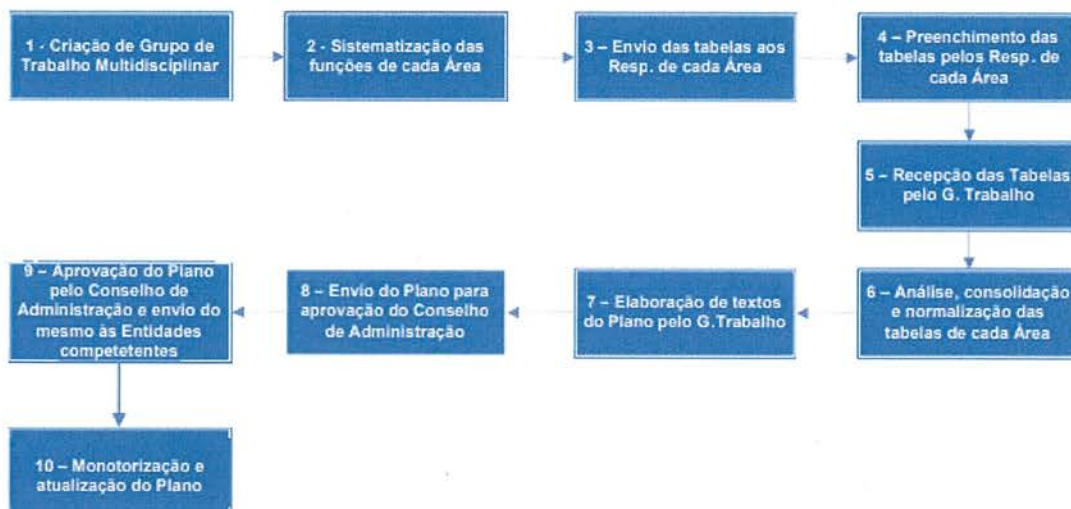 1 - Criação de Grupo de
Trabalho Multidisciplinar
2 - Sistematização das
funções de cada Área
3 – Envio das tabelas aos
Resp. de cada Área
4 – Preenchimento das
tabelas pelos Resp. de
cada Área
5 – Recepção das Tabelas
pelo G. Trabalho
6 – Análise, consolidação
e normalização das
tabelas de cada Área
7 – Elaboração de textos
do Plano pelo G.Trabalho
8 – Envio do Plano para
aprovação do Conselho
de Administração
9 – Aprovação do Plano
pelo Conselho de
Administração e envio do
mesmo às Entidades
competetentes
10 – Monotorização e
atualização do Plano